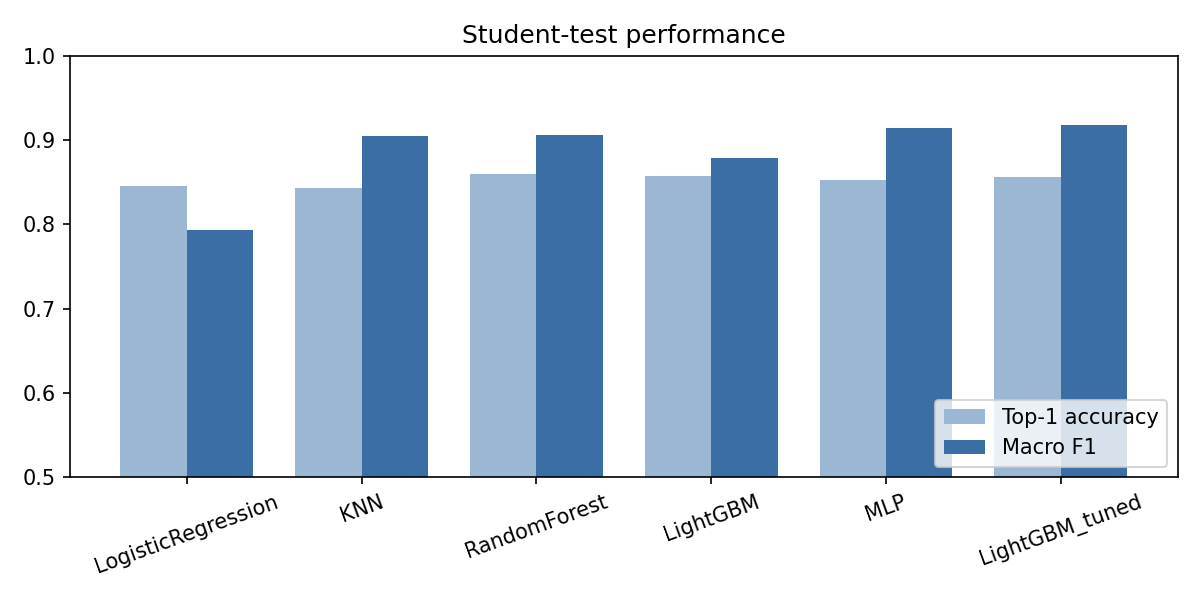 Student-test performance
1.0
0.9
0.8
0.7
0.6
0.5
Top-1 accuracy
Macro F1
LogisticRegression
KNN
RandomForest
LightGBM
MLP
LightGBM_tuned